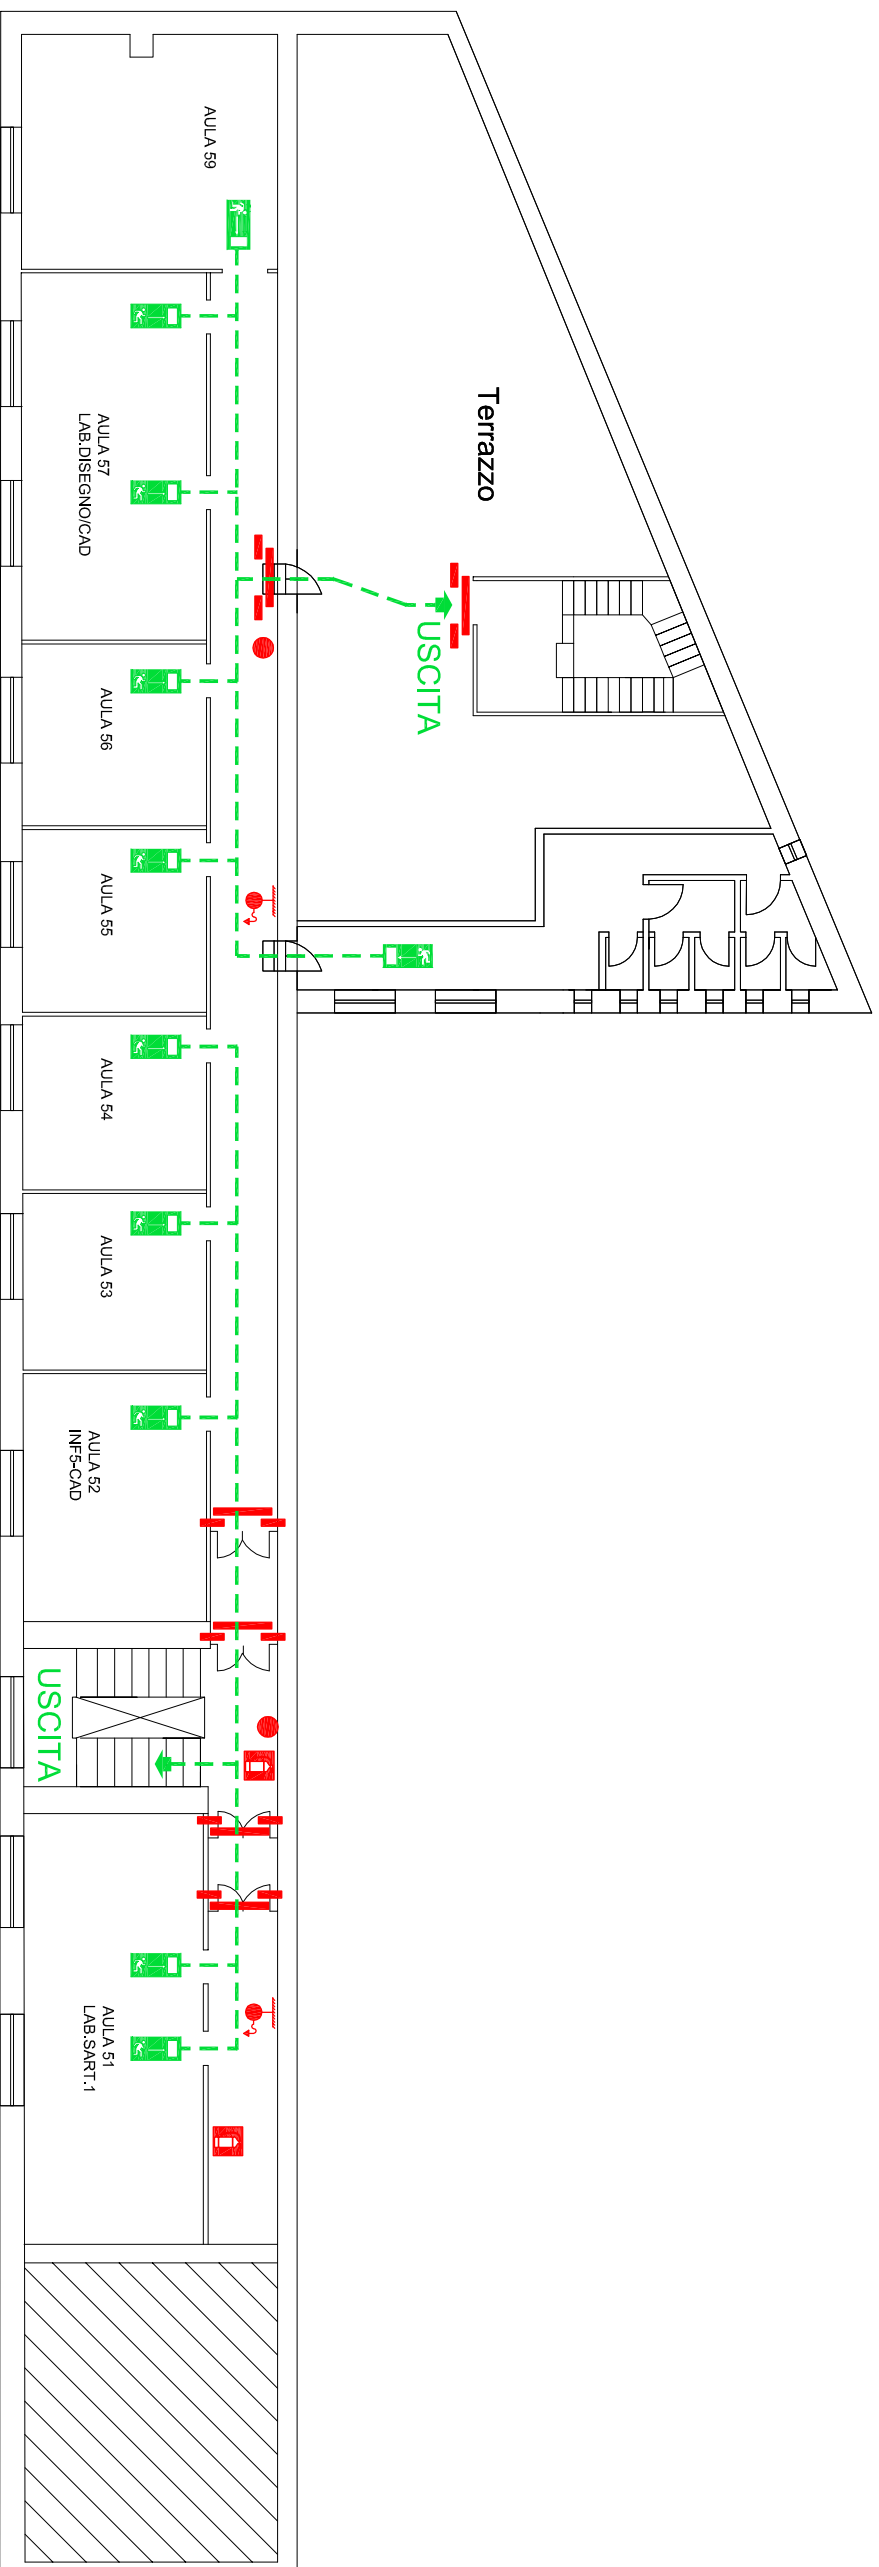 AULA 59
AULA 57
LAB.DISEGNO/CAD
Terrazzo
USCITA
AULA 56
AULA 55
AULA 54
AULA 53
AULA 52
INF5-CAD
USCITA
AULA 51
LAB.SART.1